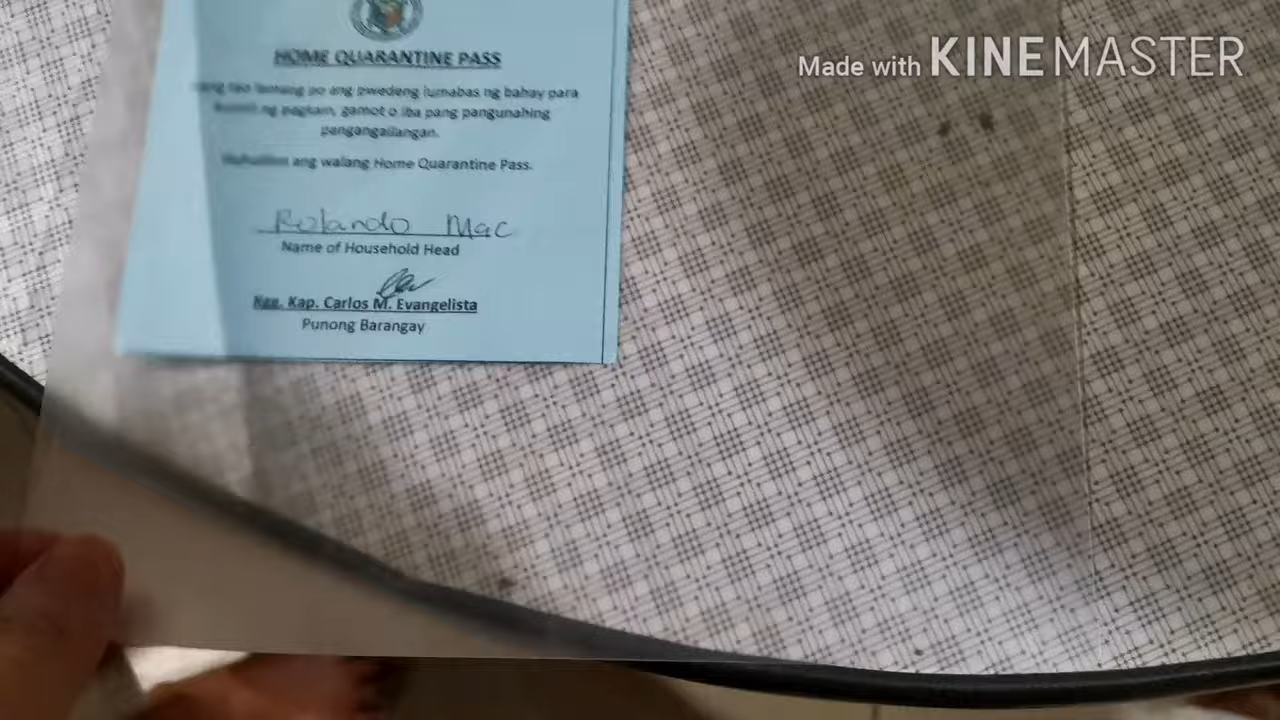 HOME QUARANTINE PASS
ang pwedeng lumabas ng bahay para
ng pagkain, gamot o iba pang pangunahing
pangangailangan.
ang walang Home Quarantine Pass.
Rolando Mac
Name of Household Head
Kap. Carlos M. Evangelista
Punong Barangay
Made with KINEMASTER